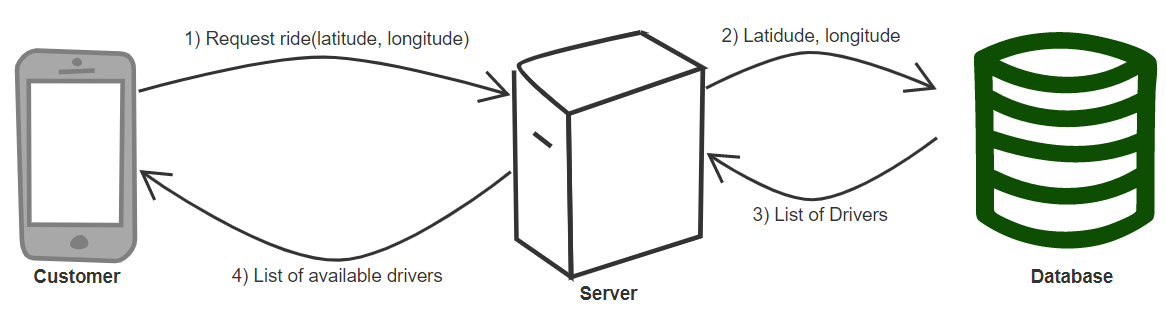 1) Request ride(latitude, longitude)
2) Latidude, longitude
3) List of Drivers
4) List of available drivers
Customer
Server
Database